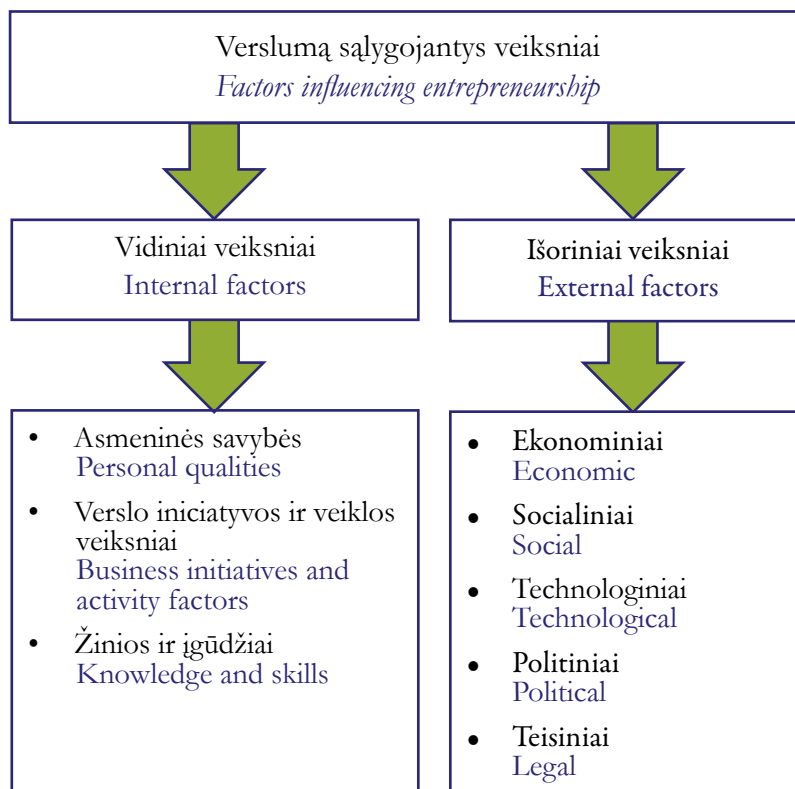 Verslumą sąlygojantys veiksniai
Factors influencing entrepreneurship
Vidiniai veiksniai
Internal factors
• Asmeninės savybės
Personal qualities
• Verslo iniciatyvos ir veiklos
veiksniai
Business initiatives and
activity factors
• Žinios ir įgūdžiai
Knowledge and skills
Išoriniai veiksniai
External factors
• Ekonominiai
Economic
• Socialiniai
Social
• Technologiniai
Technological
• Politiniai
Political
• Teisiniai
Legal